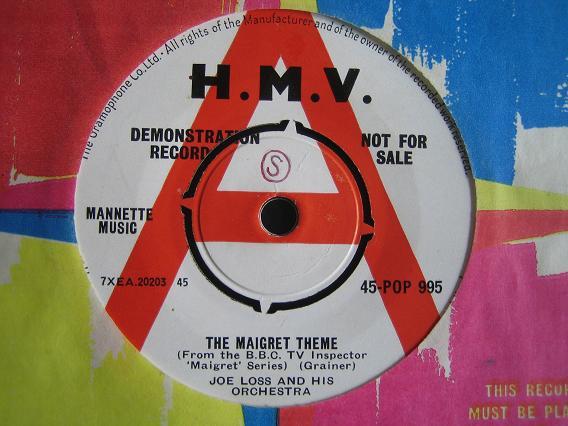 The Gramophone Co. Ltd.- All rights of the Manufacturer and of the owner of the recorded work reserved.
H.M.V.
DEMONSTRATION
RECORD
NOT FOR
SALE
S
MANNETTE
MUSIC
7XEA.20203 45
45-POP 995
THE MAIGRET THEME
(From the B.B.C. TV Inspector
'Maigret' Series) (Grainer)
JOE LOSS AND HIS
ORCHESTRA
THIS RECOR
MUST BE PLA